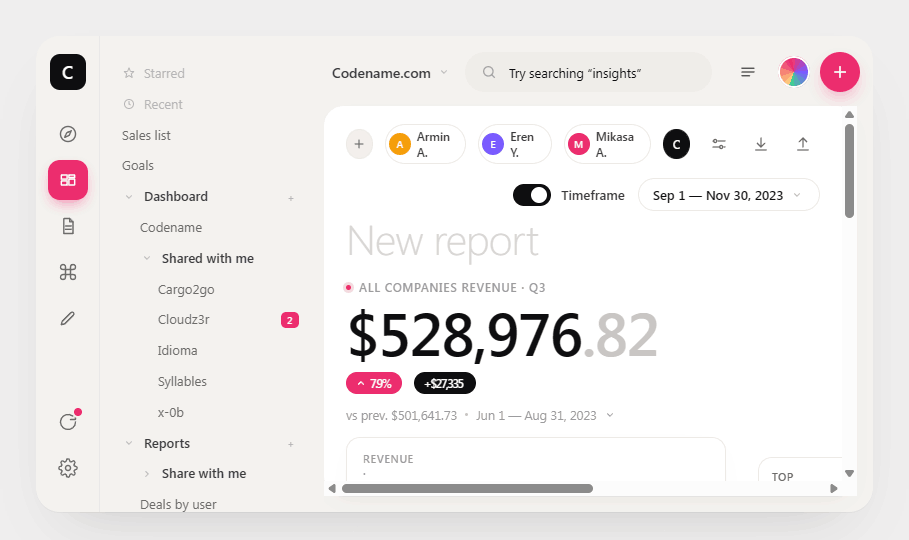 C
Starred
Recent
Sales list
Goals
Dashboard +
Codename
Shared with me
Cargo2go
Cloudz3r 2
Idioma
Syllables
x-0b
Reports +
Share with me
Deals by user
Codename.com
Try searching “insights”
+
+
A Armin A.
E Eren Y.
M Mikasa A.
C
Timeframe
Sep 1 — Nov 30, 2023
New report
ALL COMPANIES REVENUE · Q3
$528,976.82
7.9%
+$27,335
vs prev. $501,641.73 • Jun 1 — Aug 31, 2023
REVENUE
TOP